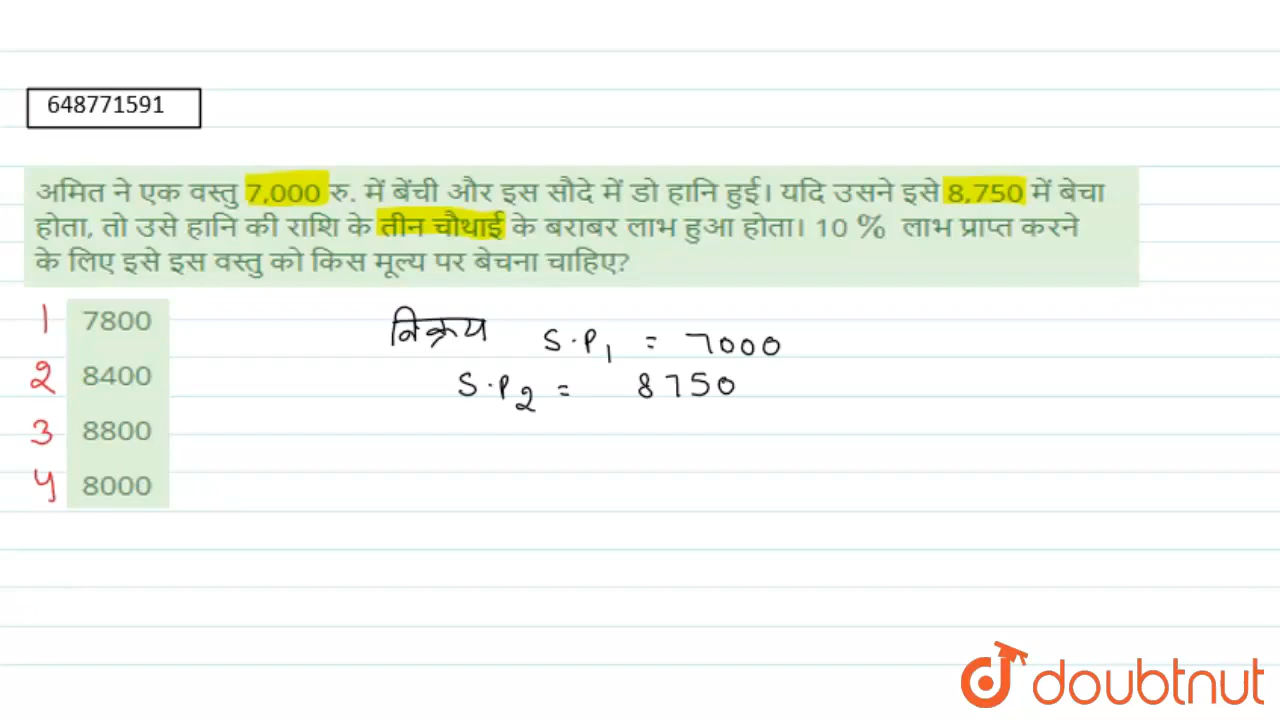 648771591
अमित ने एक वस्तु 7,000 रु. में बेंची और इस सौदे में डो हानि हुई। यदि उसने इसे 8,750 में बेचा
होता, तो उसे हानि की राशि के तीन चौथाई के बराबर लाभ हुआ होता। 10 % लाभ प्राप्त करने
के लिए इसे इस वस्तु को किस मूल्य पर बेचना चाहिए?
1 7800
2 8400
3 8800
4 8000
विक्रय S.P1 = 7000
S.P2 = 8750
doubtnut